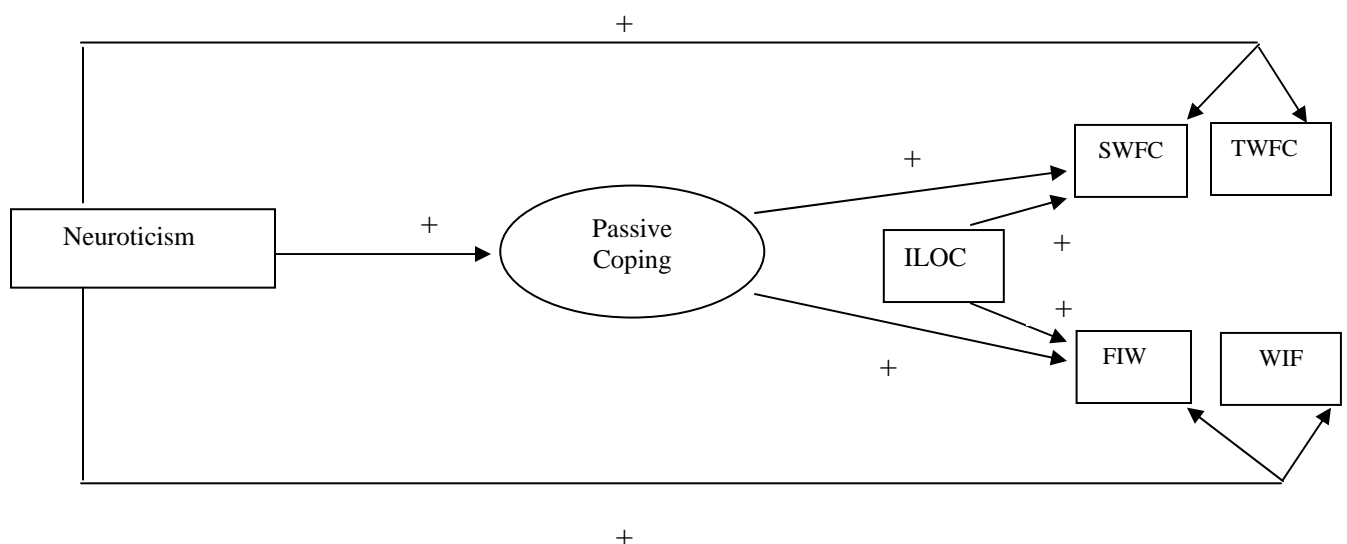 +
SWFC
TWFC
+
Neuroticism
+
Passive
Coping
ILOC
+
+
FIW
WIF
+
+